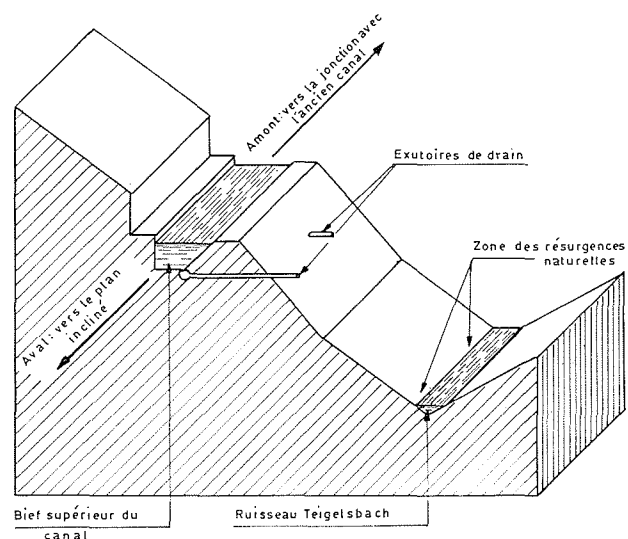 Amont: vers la jonction avec
l'ancien canal
Exutoires de drain
Zone des résurgences
naturelles
Aval: vers le plan
incliné
Bief supérieur du
canal
Ruisseau Teigelsbach